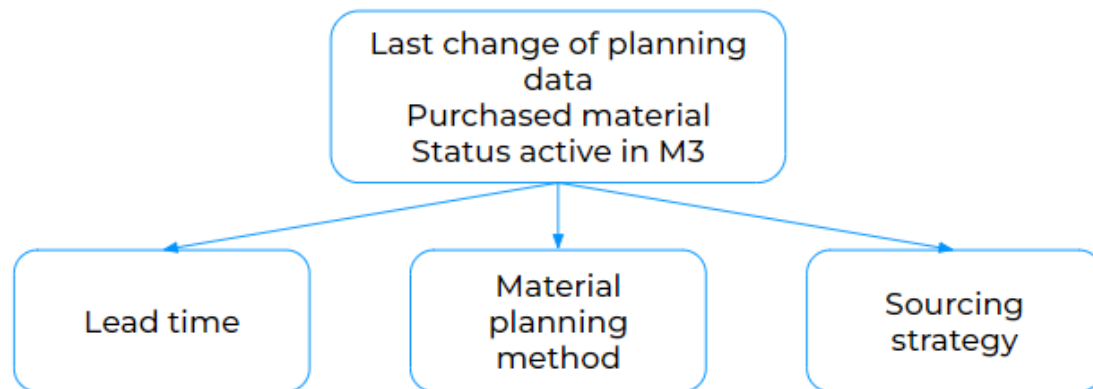 Last change of planning
data
Purchased material
Status active in M3
Lead time
Material
planning
method
Sourcing
strategy